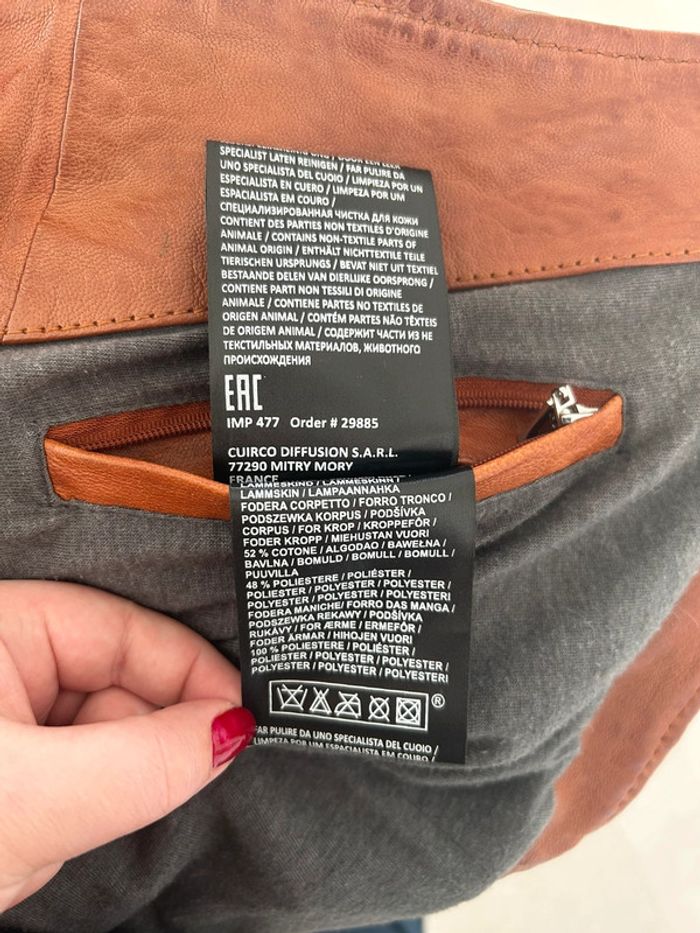 SPECIALIST LATEN REINIGEN / FAR PULIRE DA
UNO SPECIALISTA DEL CUOIO / LIMPIEZA POR UN
ESPECIALISTA EN CUERO / LIMPEZA POR UM
ESPACIALISTA EM COURO /
СПЕЦИАЛИЗИРОВАННАЯ ЧИСТКА ДЛЯ КОЖИ
CONTIENT DES PARTIES NON TEXTILES D'ORIGINE
ANIMALE / CONTAINS NON-TEXTILE PARTS OF
ANIMAL ORIGIN / ENTHÄLT NICHTTEXTILE TEILE
TIERISCHEN URSPRUNGS / BEVAT NIET UIT TEXTIEL
BESTAANDE DELEN VAN DIERLIJKE OORSPRONG /
CONTIENE PARTI NON TESSILI DI ORIGINE
ANIMALE / CONTIENE PARTES NO TEXTILES DE
ORIGEN ANIMAL / CONTÉM PARTES NÃO TÊXTEIS
DE ORIGEM ANIMAL / СОДЕРЖИТ ЧАСТИ ИЗ НЕ
ТЕКСТИЛЬНЫХ МАТЕРИАЛОВ, ЖИВОТНОГО
ПРОИСХОЖДЕНИЯ
EAC
IMP 477 Order # 29885
CUIRCO DIFFUSION S.A.R.L.
77290 MITRY MORY
FRANCE
LAMMESKIND / LAMMESKINNT
LAMMSKIN / LAMPAANNAHKA
FODERA CORPETTO / FORRO TRONCO /
PODSZEWKA KORPUS / PODŠÍVKA
CORPUS / FOR KROP / KROPPEFÔR /
FODER KROPP / MIEHUSTAN VUORI
52 % COTONE / ALGODAO / BAWEŁNA /
BAVLNA / BOMULD / BOMULL / BOMULL /
PUUVILLA
48 % POLIESTERE / POLIÉSTER /
POLIESTER / POLYESTER / POLYESTER /
POLYESTER / POLYESTER / POLYESTERI
FODERA MANICHE/ FORRO DAS MANGA /
PODSZEWKA REKAWY / PODŠÍVKA
RUKÁVY / FOR ÆRME / ERMEFÔR /
FODER ÄRMAR / HIHOJEN VUORI
100 % POLIESTERE / POLIÉSTER /
POLIESTER / POLYESTER / POLYESTER /
POLYESTER / POLYESTER / POLYESTERI
®
FAR PULIRE DA UNO SPECIALISTA DEL CUOIO /
LIMPEZA POR UM ESPACIALISTA EM COURO /